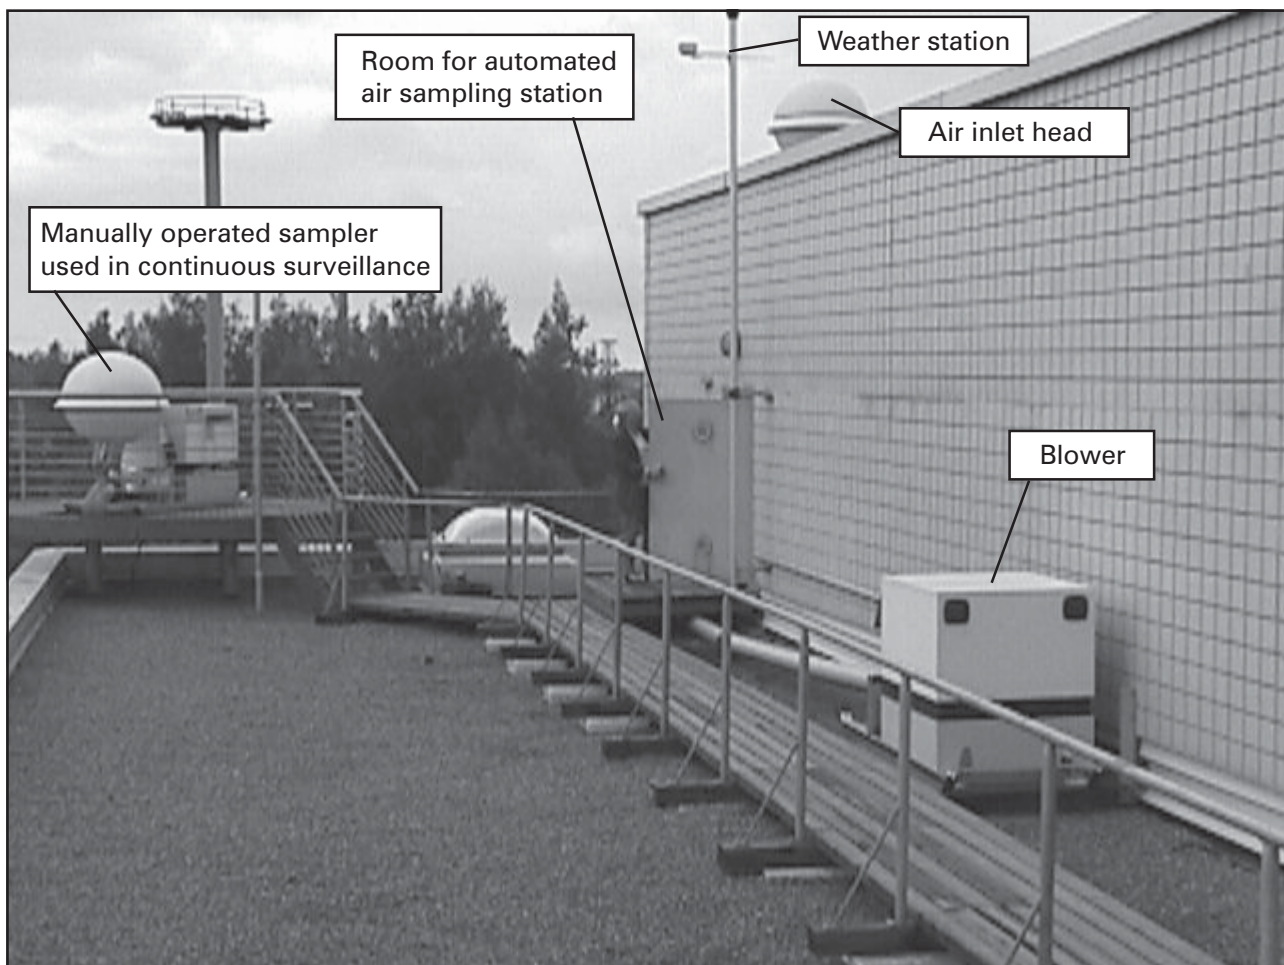 Weather station
Room for automated
air sampling station
Air inlet head
Manually operated sampler
used in continuous surveillance
Blower